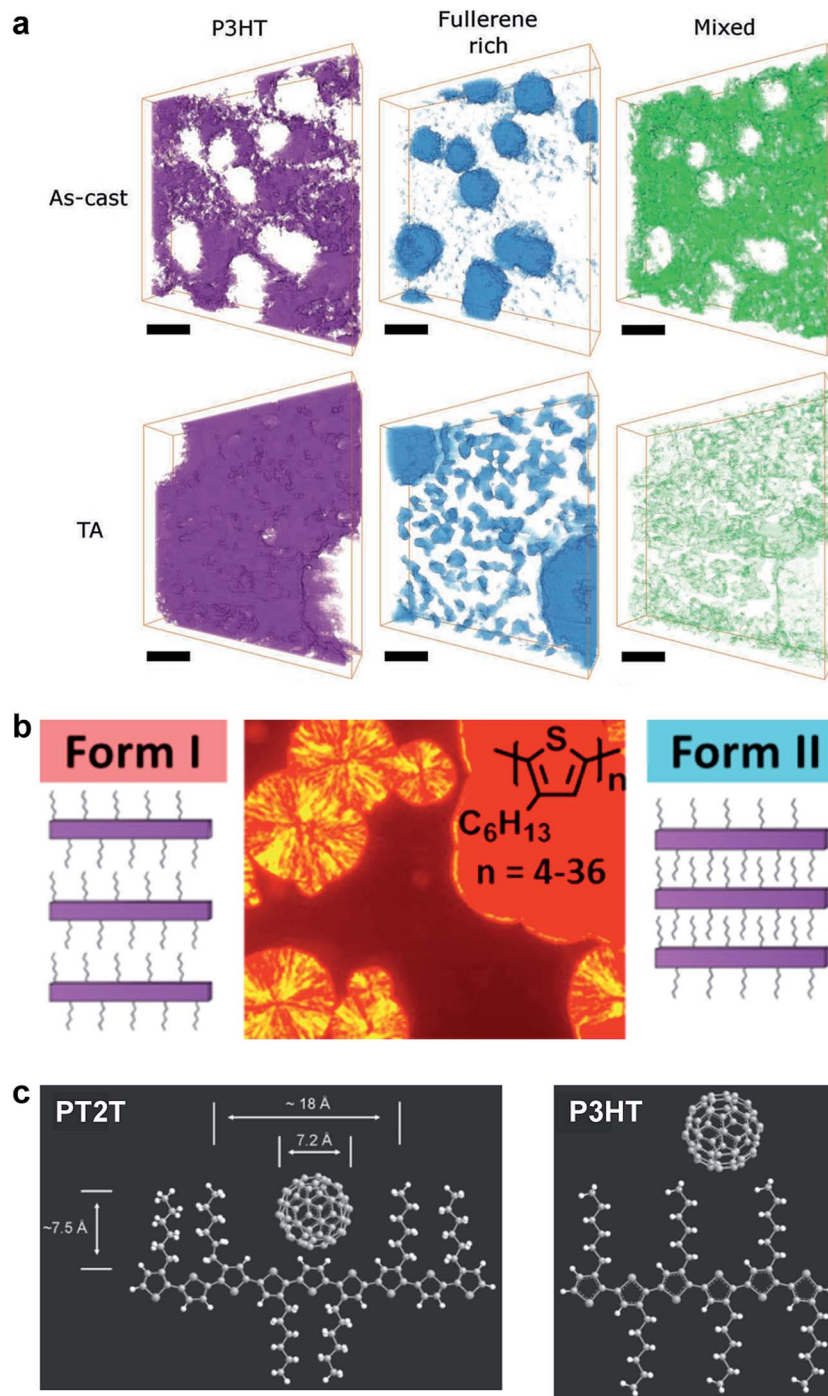 a
P3HT
Fullerene
rich
Mixed
As-cast
TA
b
Form I
S
n
C6H13
n = 4-36
Form II
c
PT2T
~ 18 Å
7.2 Å
~7.5 Å
P3HT